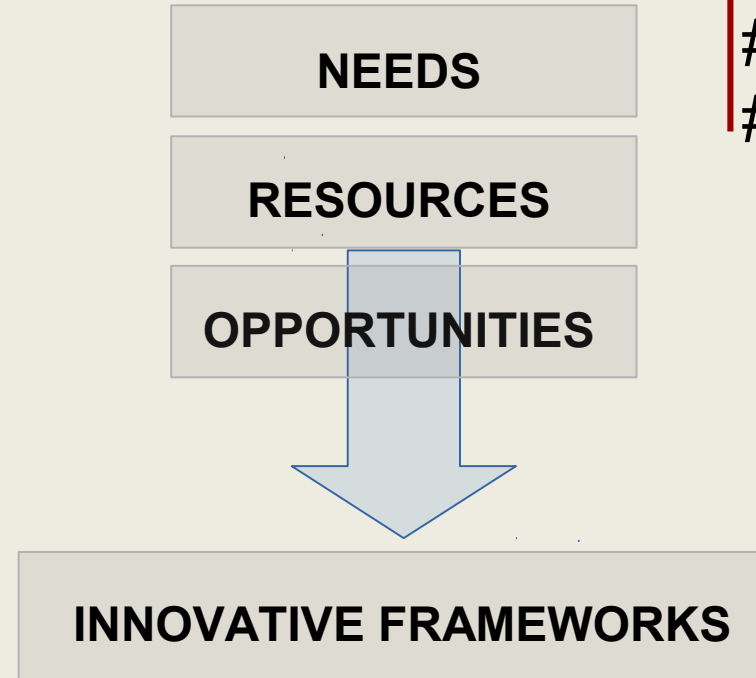 #
#
NEEDS
RESOURCES
OPPORTUNITIES
INNOVATIVE FRAMEWORKS